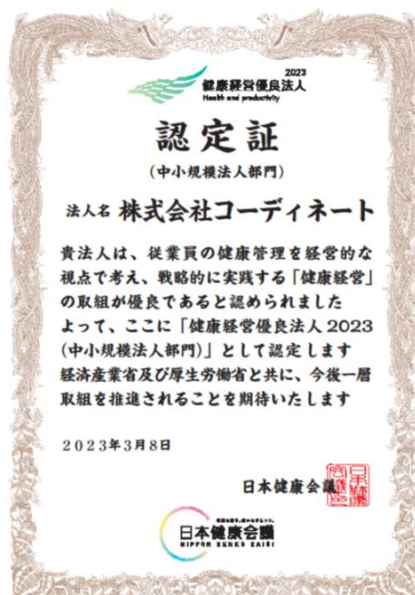 2023
健康経営優良法人
Health and productivity
認定証
(中小規模法人部門)
法人名 株式会社コーディネート
貴法人は、従業員の健康管理を経営的な
視点で考え、戦略的に実践する「健康経営」
の取組が優良であると認められました
よって、ここに「健康経営優良法人2023
(中小規模法人部門)」として認定します
経済産業省及び厚生労働省と共に、今後一層
取組を推進されることを期待いたします
2023年3月8日
日本健康会議
日本健康会議
NIPPON KENKO KAIGI